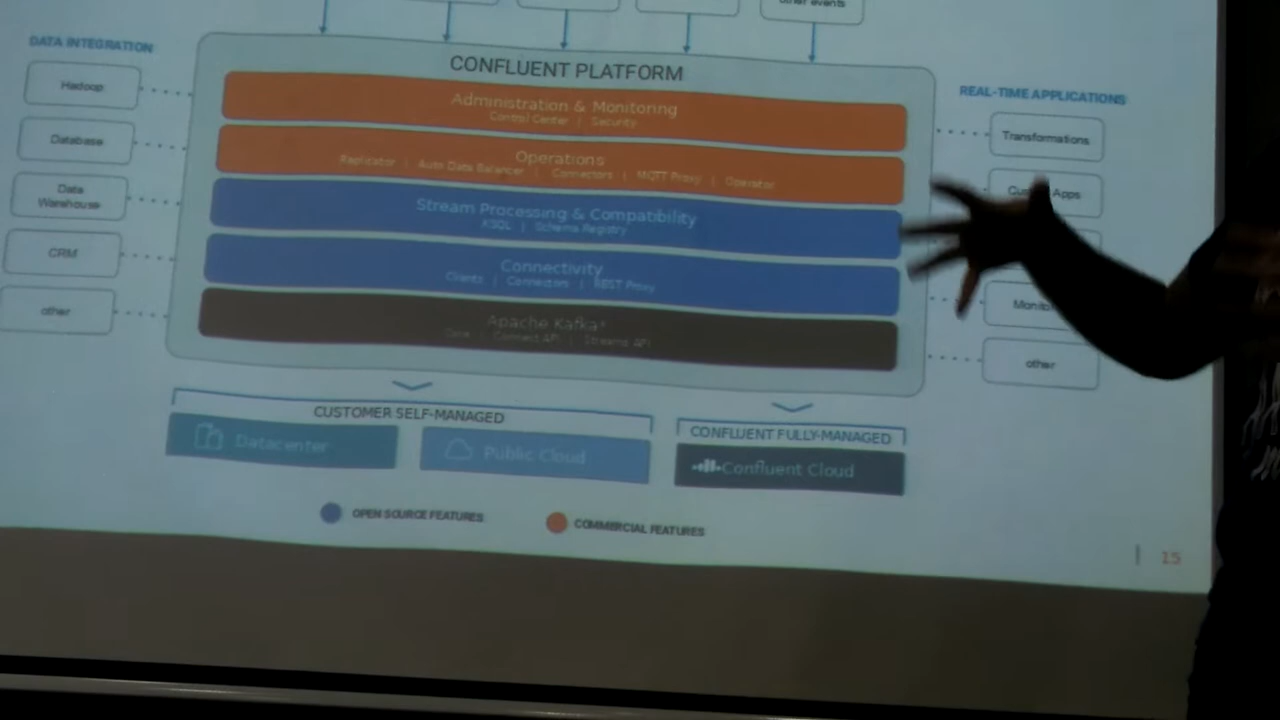 other events
DATA INTEGRATION
Hadoop
Database
Data
Warehouse
CRM
other
CONFLUENT PLATFORM
Administration & Monitoring
Control Center | Security
Operations
Replicator | Auto Data Balancer | Connectors | MQTT Proxy | Operator
Stream Processing & Compatibility
KSQL | Schema Registry
Connectivity
Clients | Connectors | REST Proxy
Apache Kafka®
Core | Connect API | Streams API
REAL-TIME APPLICATIONS
Transformations
Apps
other
CUSTOMER SELF-MANAGED
Datacenter
Public Cloud
CONFLUENT FULLY-MANAGED
Confluent Cloud
OPEN SOURCE FEATURES
COMMERCIAL FEATURES
| 15